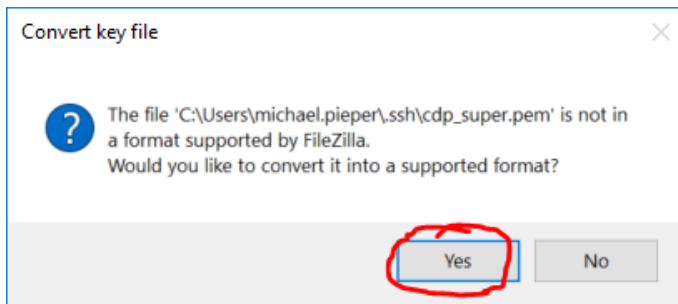 Convert key file
The file 'C:\Users\michael.pieper\.ssh\cdp_super.pem' is not in
a format supported by FileZilla.
Would you like to convert it into a supported format?
Yes
No